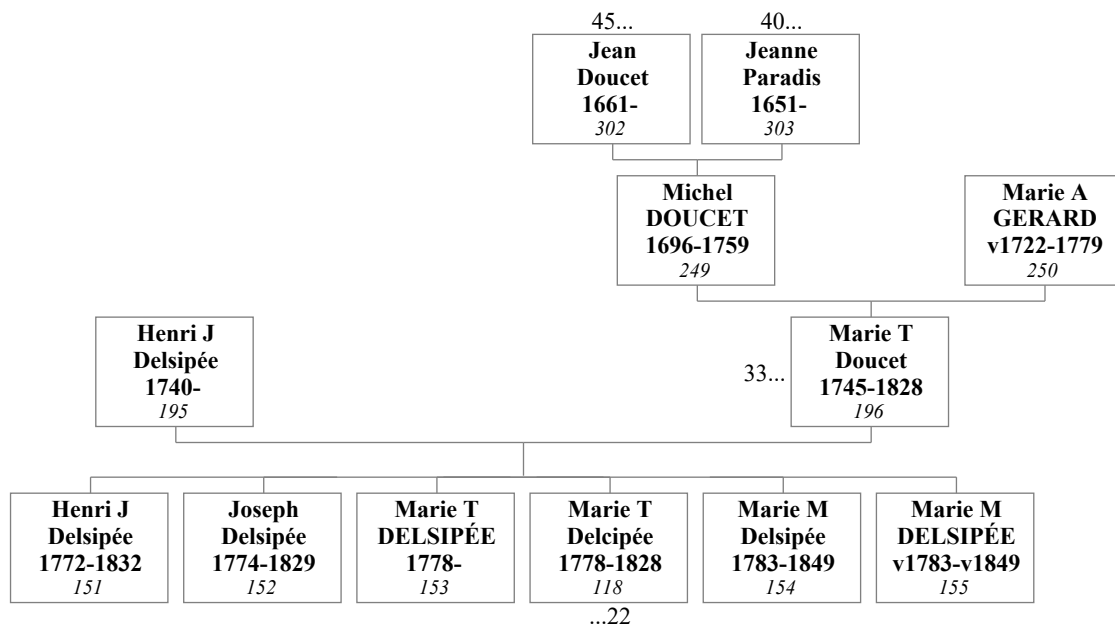 45...
40...
Jean
Doucet
1661-
302
Jeanne
Paradis
1651-
303
Michel
DOUCET
1696-1759
249
Marie A
GERARD
v1722-1779
250
Henri J
Delsipée
1740-
195
33...
Marie T
Doucet
1745-1828
196
Henri J
Delsipée
1772-1832
151
Joseph
Delsipée
1774-1829
152
Marie T
DELSIPÉE
1778-
153
Marie T
Delcipée
1778-1828
118
Marie M
Delsipée
1783-1849
154
Marie M
DELSIPÉE
v1783-v1849
155
...22